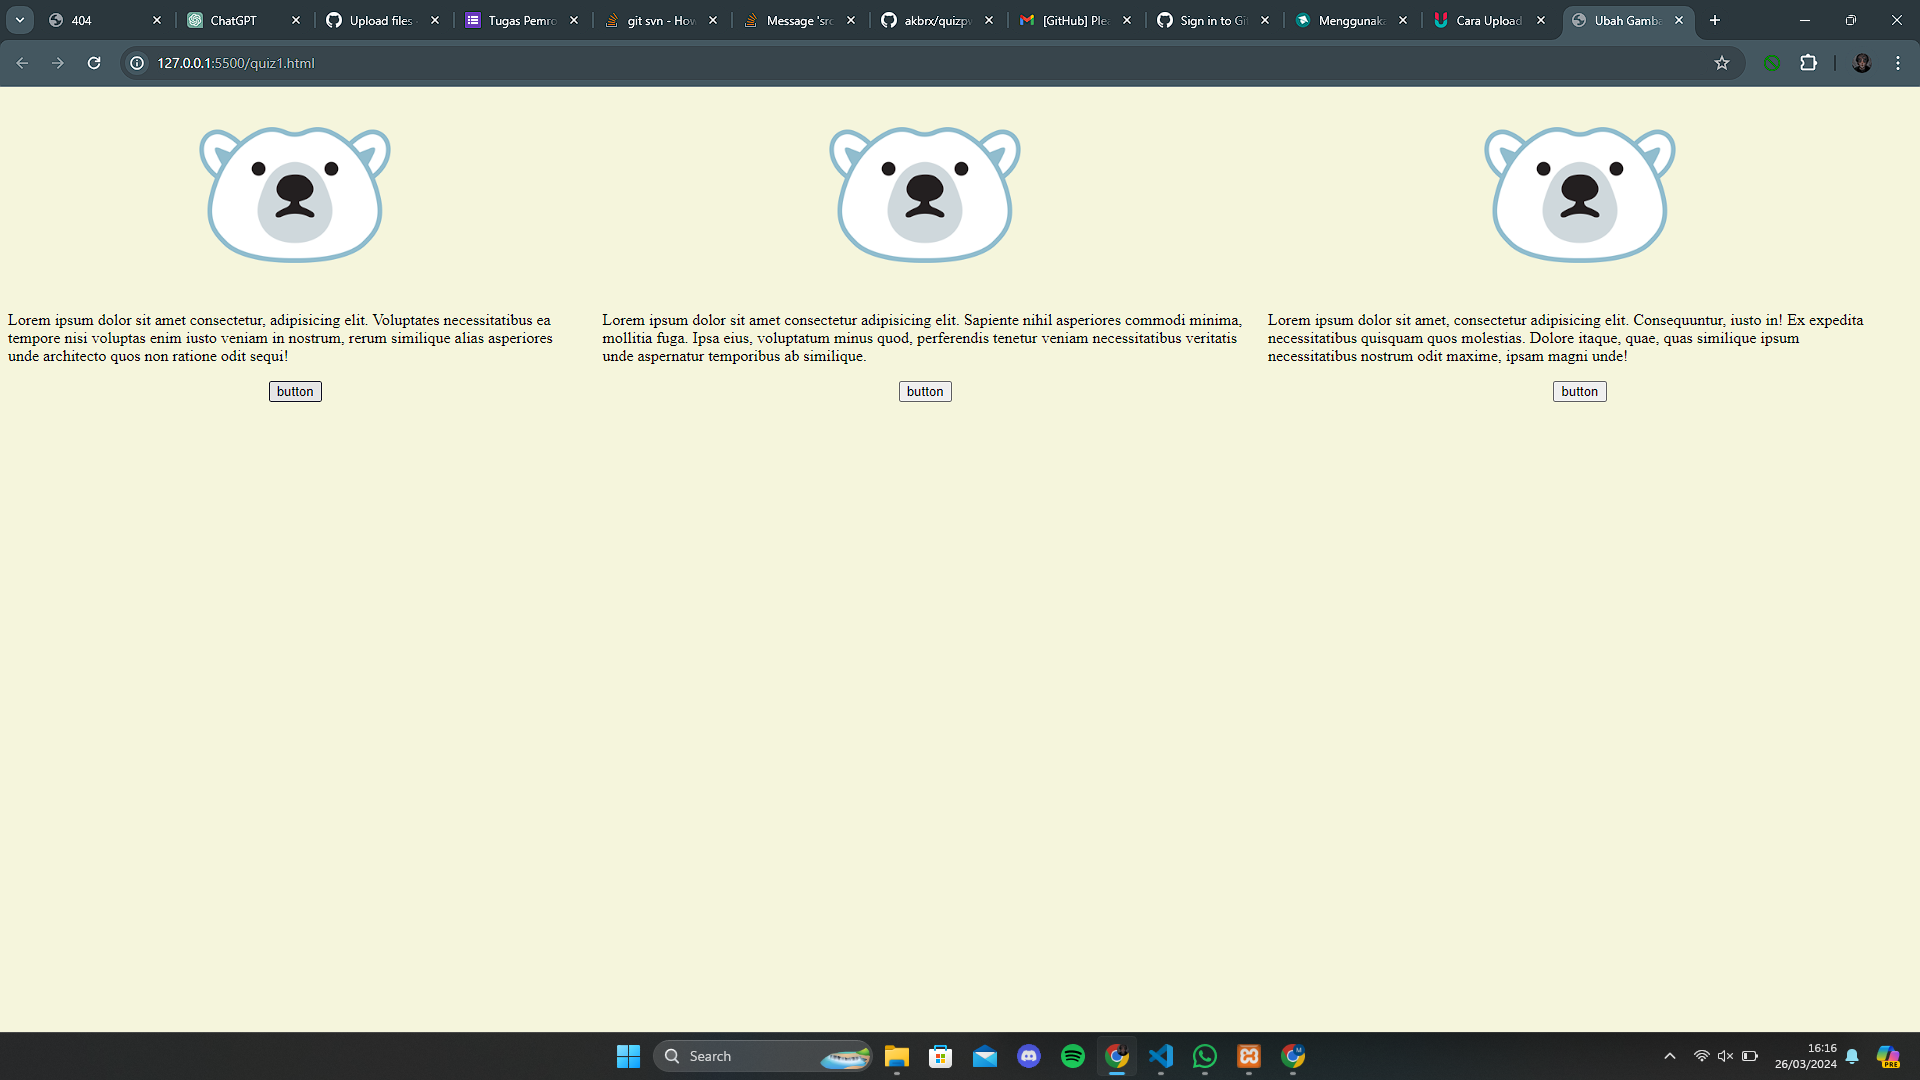 404
ChatGPT
Upload files
Tugas Pemro
git svn - How
Message 'src
akbrx/quizpw
[GitHub] Plea
Sign in to Git
Menggunaka
Cara Upload
Ubah Gamba
127.0.0.1:5500/quiz1.html
Lorem ipsum dolor sit amet consectetur, adipisicing elit. Voluptates necessitatibus ea
tempore nisi voluptas enim iusto veniam in nostrum, rerum similique alias asperiores
unde architecto quos non ratione odit sequi!
button
Lorem ipsum dolor sit amet consectetur adipisicing elit. Sapiente nihil asperiores commodi minima,
mollitia fuga. Ipsa eius, voluptatum minus quod, perferendis tenetur veniam necessitatibus veritatis
unde aspernatur temporibus ab similique.
button
Lorem ipsum dolor sit amet, consectetur adipisicing elit. Consequuntur, iusto in! Ex expedita
necessitatibus quisquam quos molestias. Dolore itaque, quae, quas similique ipsum
necessitatibus nostrum odit maxime, ipsam magni unde!
button
Search
16:16
26/03/2024
PRE